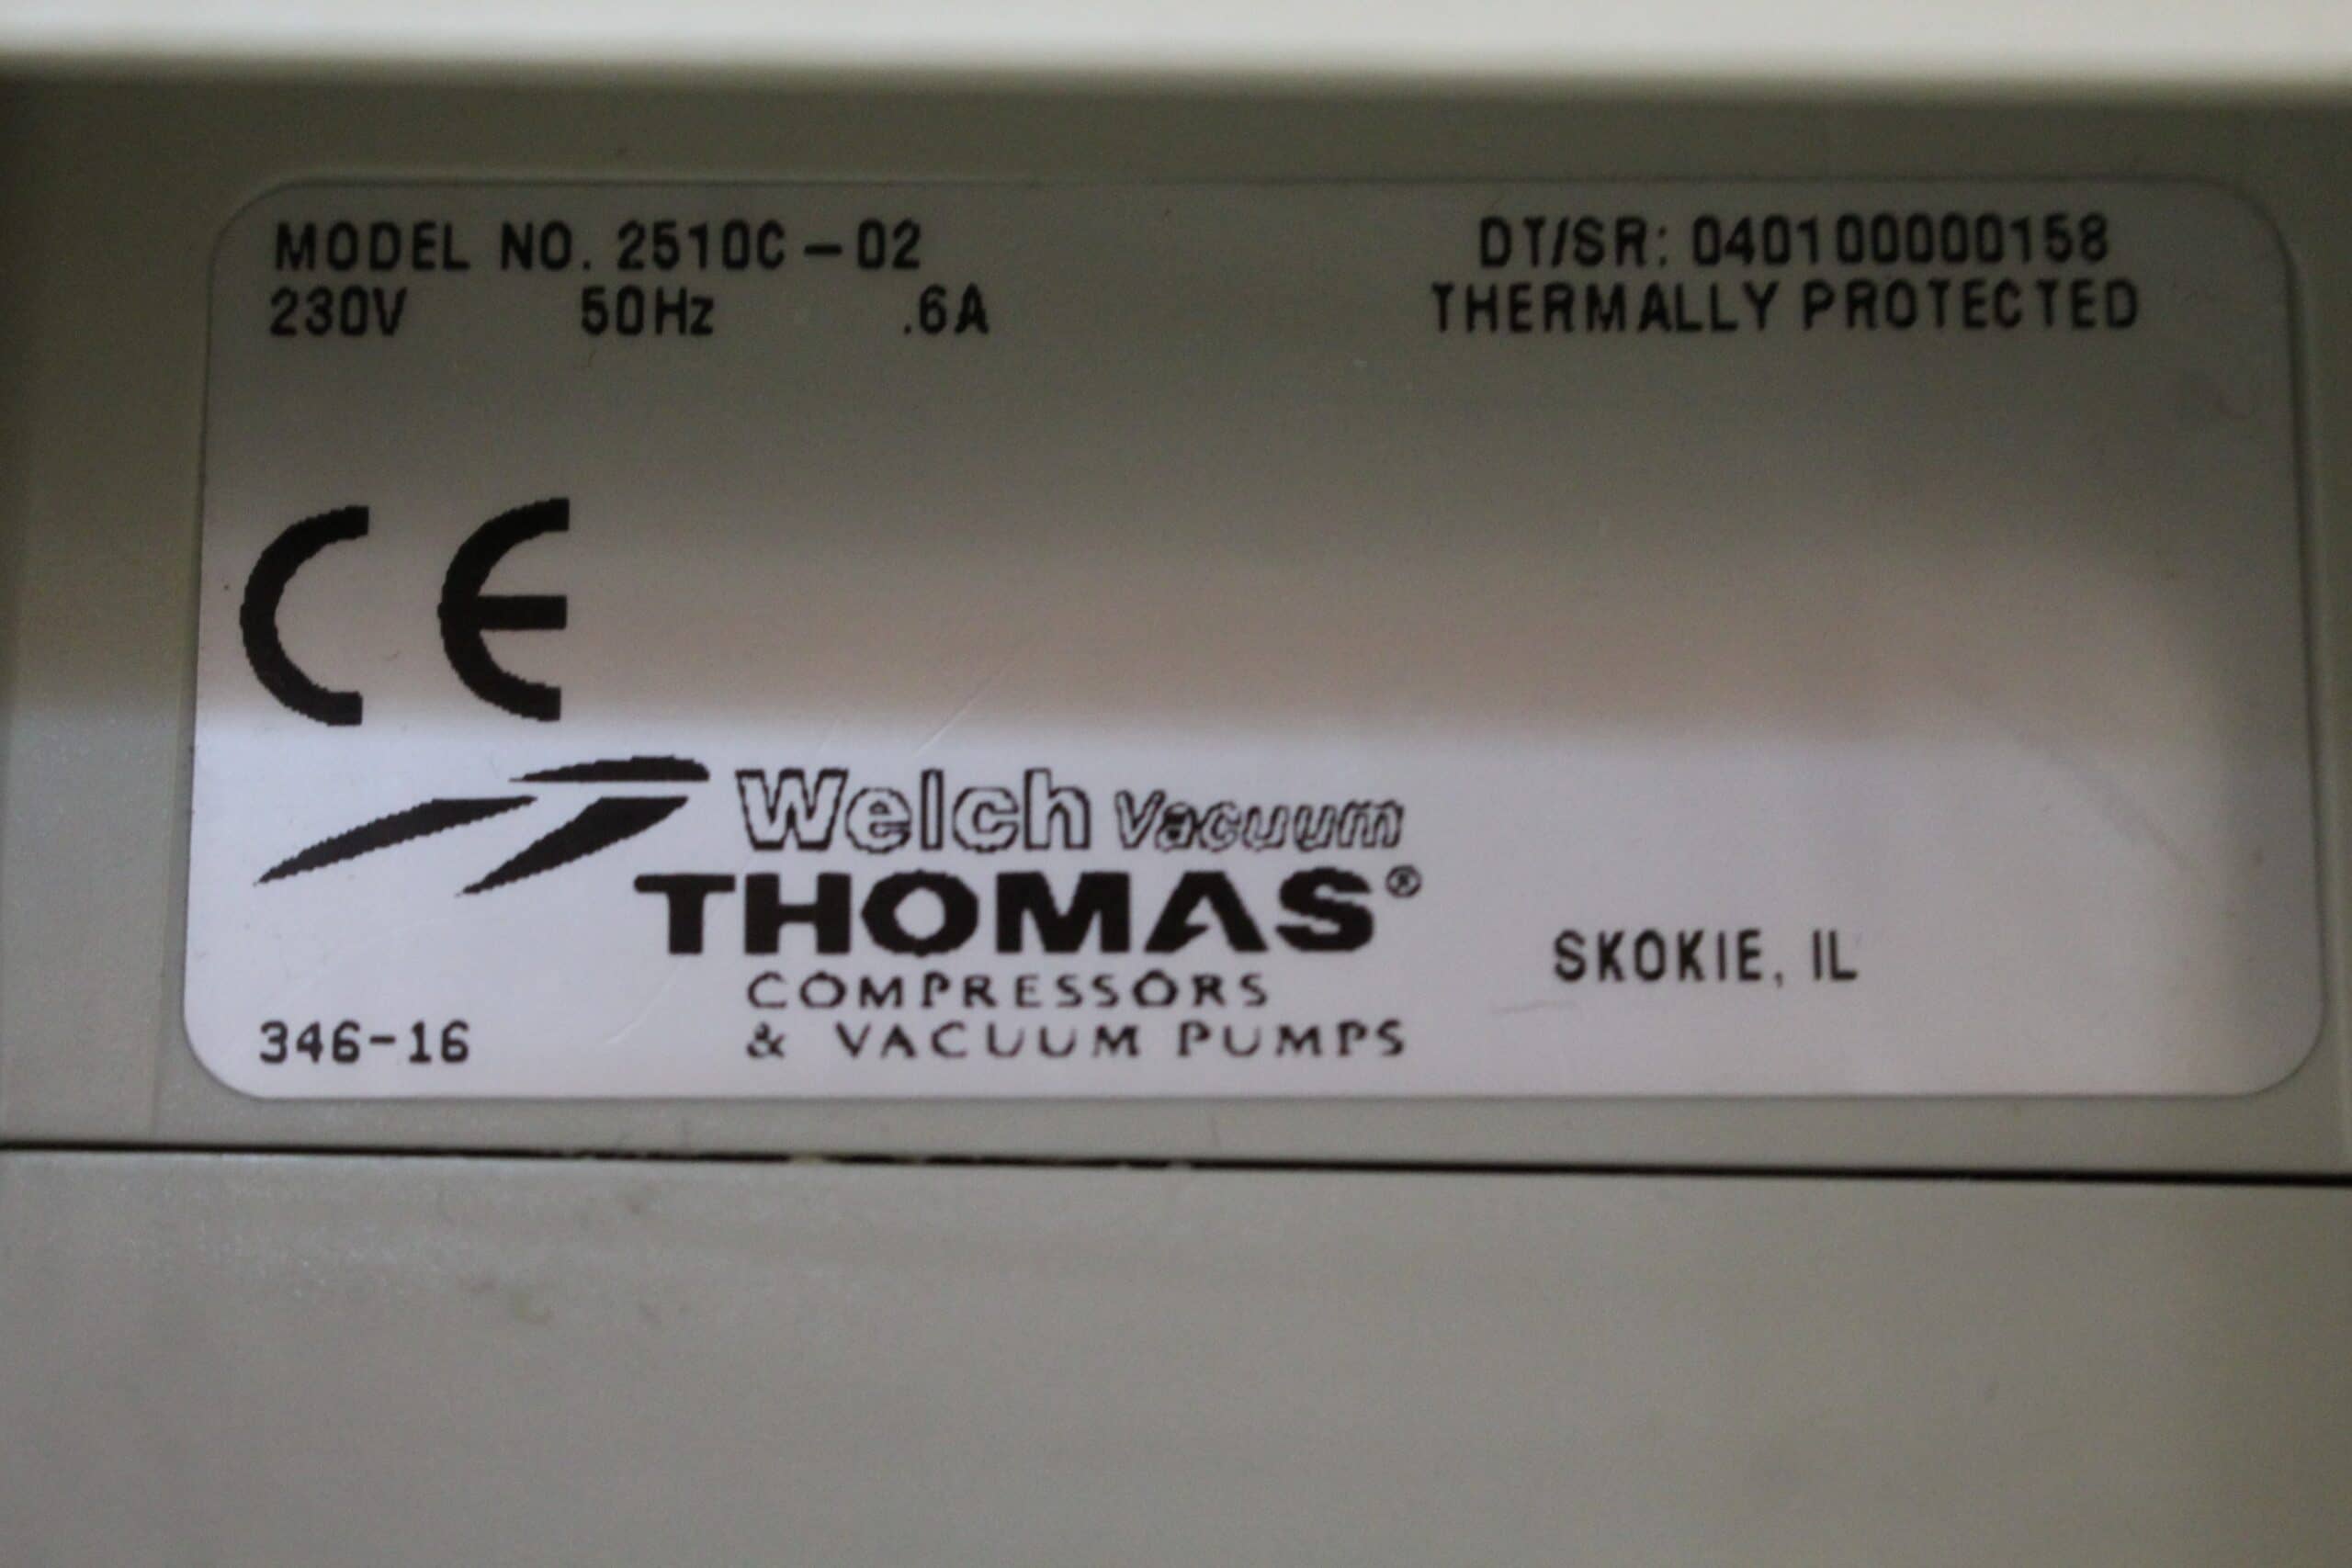 MODEL NO. 2510C-02
DT/SR: 040100000158
230V 50Hz .6A
THERMALLY PROTECTED
CE
Welch Vacuum
THOMAS®
COMPRESSORS
& VACUUM PUMPS
SKOKIE, IL
346-16